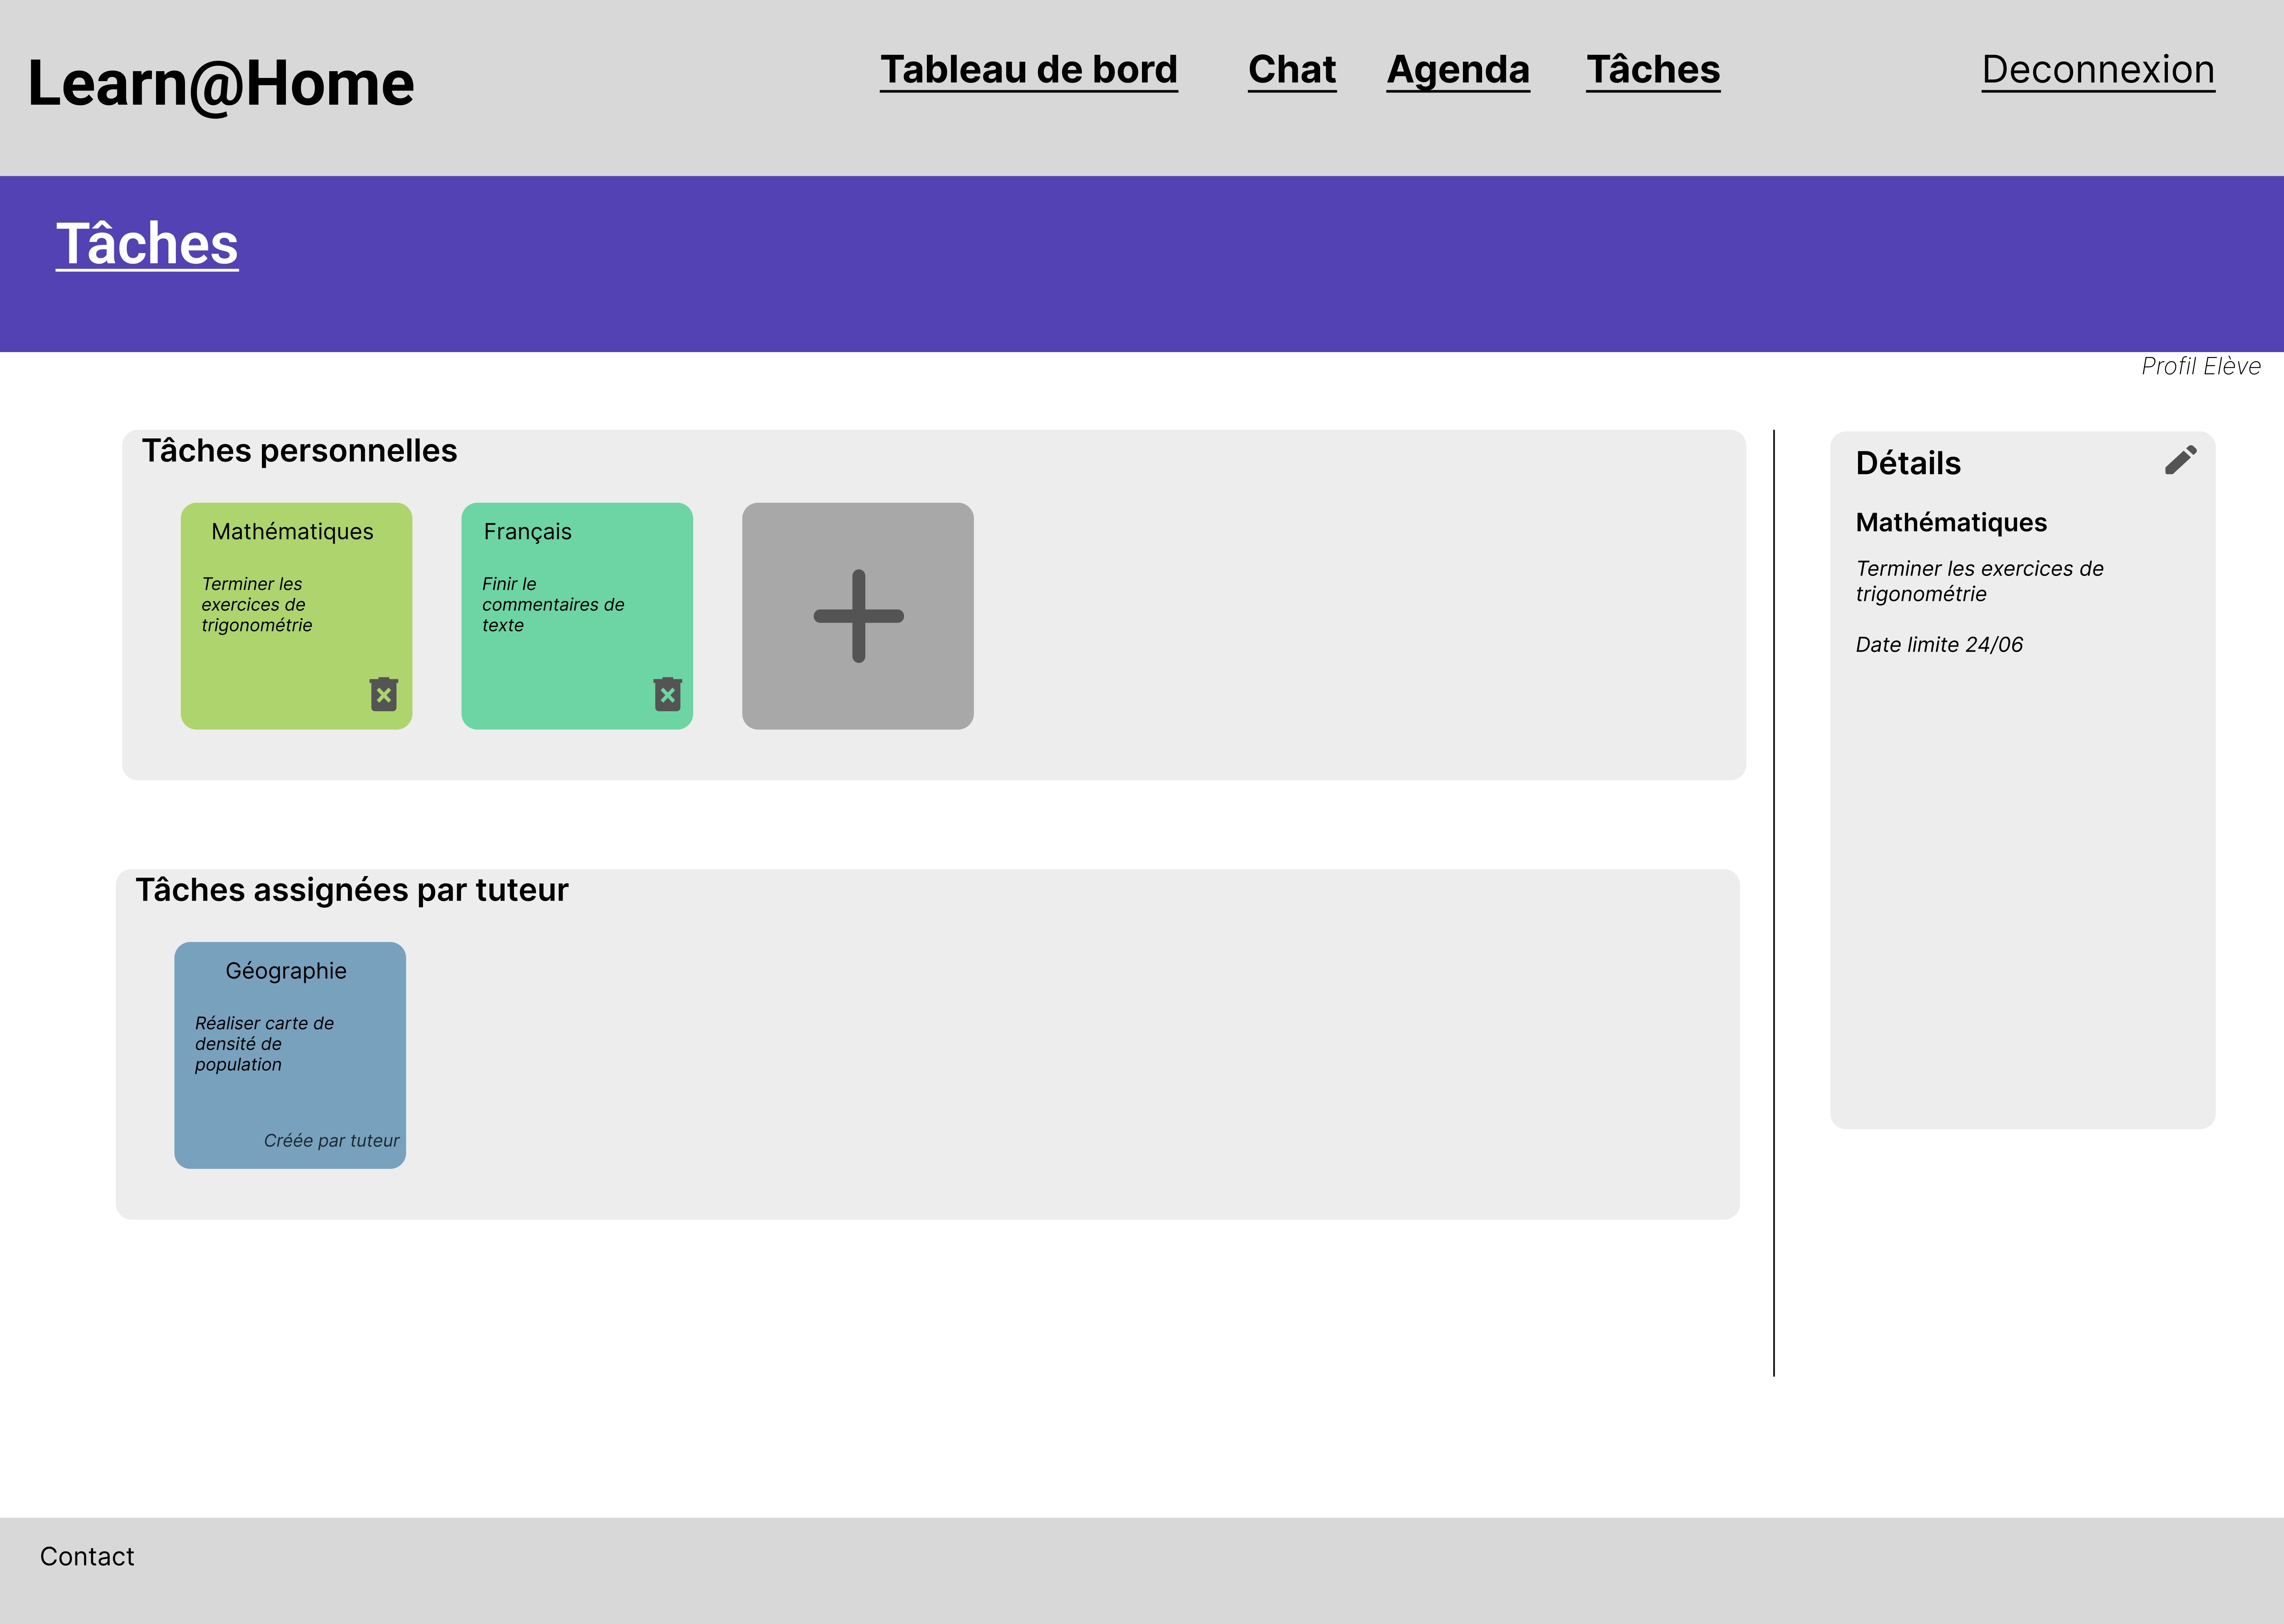 Learn@Home
Tableau de bord
Chat
Agenda
Tâches
Deconnexion
Tâches
Profil Elève
Tâches personnelles
Mathématiques
Terminer les
exercices de
trigonométrie
Français
Finir le
commentaires de
texte
Tâches assignées par tuteur
Géographie
Réaliser carte de
densité de
population
Créée par tuteur
Détails
Mathématiques
Terminer les exercices de
trigonométrie
Date limite 24/06
Contact